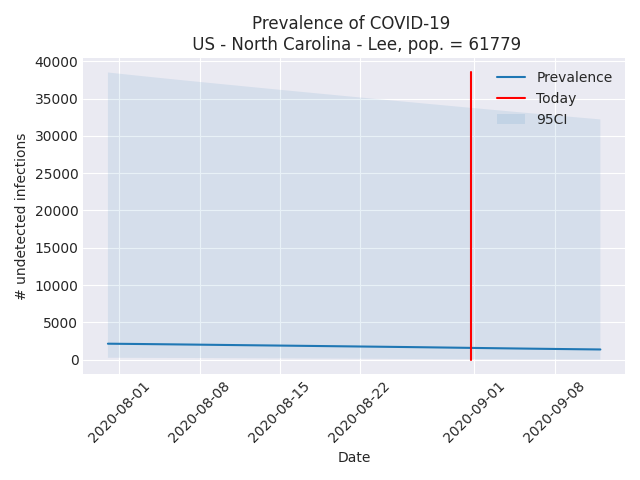 Prevalence of COVID-19
US - North Carolina - Lee, pop. = 61779
Prevalence
Today
95CI
# undetected infections
40000
35000
30000
25000
20000
15000
10000
5000
0
2020-08-01
2020-08-08
2020-08-15
2020-08-22
2020-09-01
2020-09-08
Date